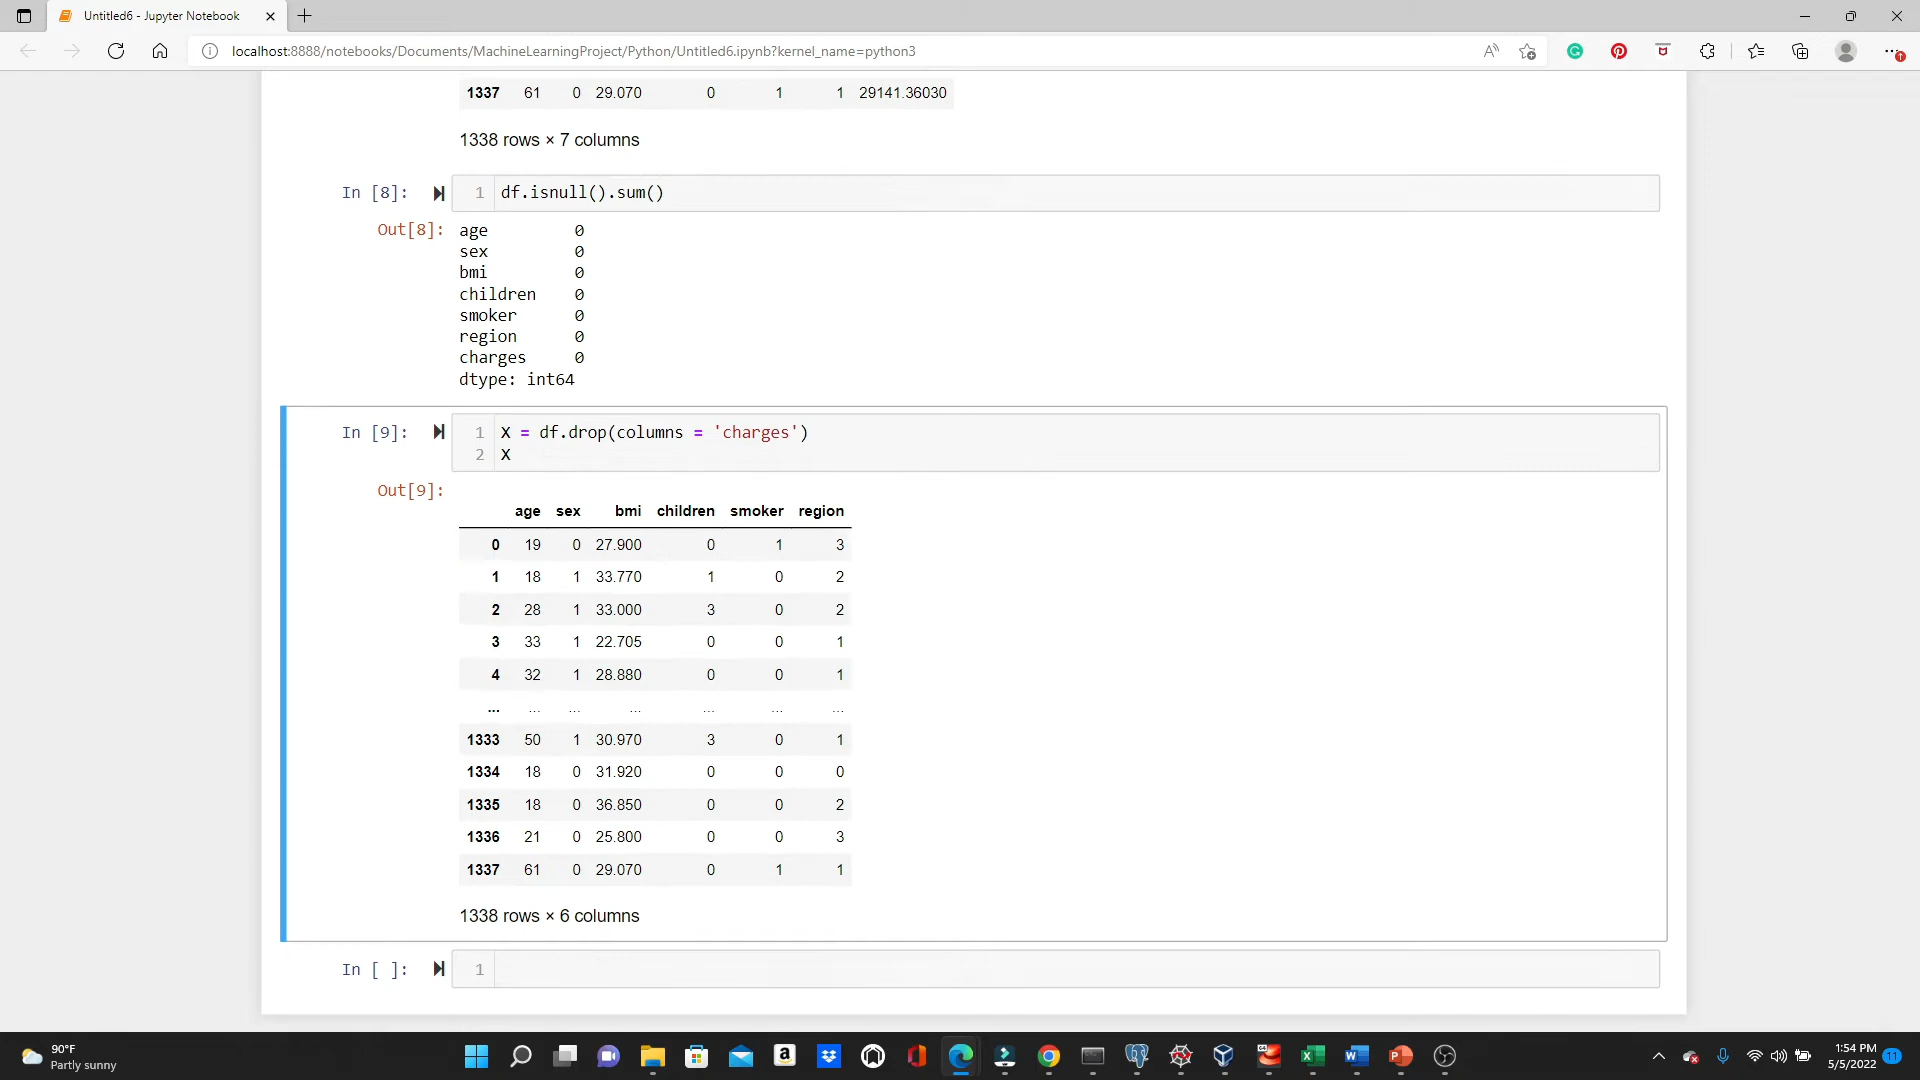 Untitled6 - Jupyter Notebook
localhost:8888/notebooks/Documents/MachineLearningProject/Python/Untitled6.ipynb?kernel_name=python3
1337 61 0 29.070 0 1 1 29141.36030
1338 rows × 7 columns
In [8]: 1 df.isnull().sum()
Out[8]: age 0
sex 0
bmi 0
children 0
smoker 0
region 0
charges 0
dtype: int64
In [9]: 1 X = df.drop(columns = 'charges')
2 X
Out[9]:
age sex bmi children smoker region
0 19 0 27.900 0 1 3
1 18 1 33.770 1 0 2
2 28 1 33.000 3 0 2
3 33 1 22.705 0 0 1
4 32 1 28.880 0 0 1
... ... ... ... ... ... ...
1333 50 1 30.970 3 0 1
1334 18 0 31.920 0 0 0
1335 18 0 36.850 0 0 2
1336 21 0 25.800 0 0 3
1337 61 0 29.070 0 1 1
1338 rows × 6 columns
In [ ]: 1
90°F
Partly sunny
1:54 PM
5/5/2022
11